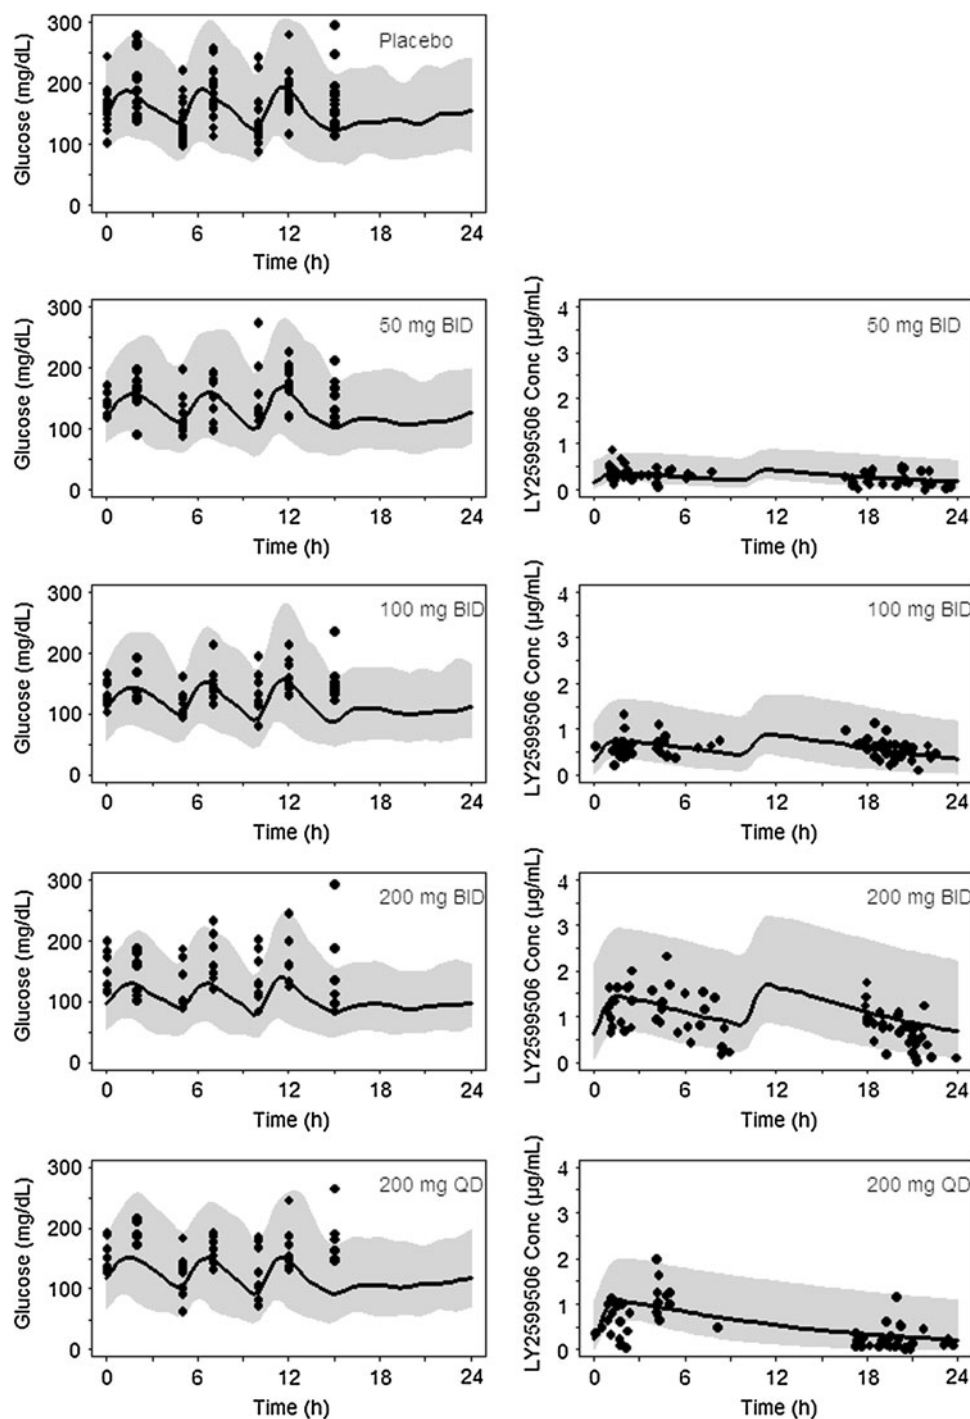 Placebo
Glucose (mg/dL)
300
200
100
0
0 6 12 18 24
Time (h)
50 mg BID
Glucose (mg/dL)
300
200
100
0
0 6 12 18 24
Time (h)
50 mg BID
LY2599506 Conc (µg/mL)
4
3
2
1
0
0 6 12 18 24
Time (h)
100 mg BID
Glucose (mg/dL)
300
200
100
0
0 6 12 18 24
Time (h)
100 mg BID
LY2599506 Conc (µg/mL)
4
3
2
1
0
0 6 12 18 24
Time (h)
200 mg BID
Glucose (mg/dL)
300
200
100
0
0 6 12 18 24
Time (h)
200 mg BID
LY2599506 Conc (µg/mL)
4
3
2
1
0
0 6 12 18 24
Time (h)
200 mg QD
Glucose (mg/dL)
300
200
100
0
0 6 12 18 24
Time (h)
200 mg QD
LY2599506 Conc (µg/mL)
4
3
2
1
0
0 6 12 18 24
Time (h)